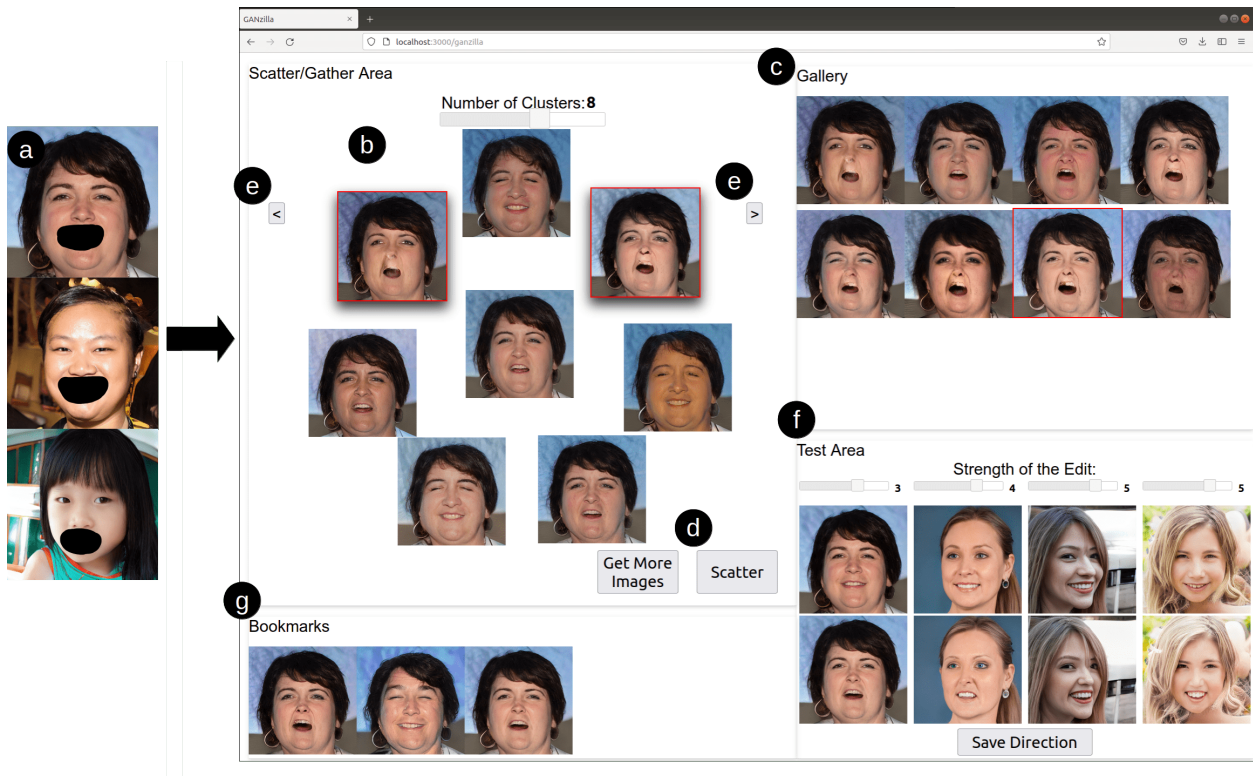 GANzilla
localhost:3000/ganzilla
a
b
c
d
e
e
f
g
Scatter/Gather Area
Number of Clusters: 8
<
>
Get More
Images
Scatter
Gallery
Test Area
Strength of the Edit:
3 4 5 5
Save Direction
Bookmarks